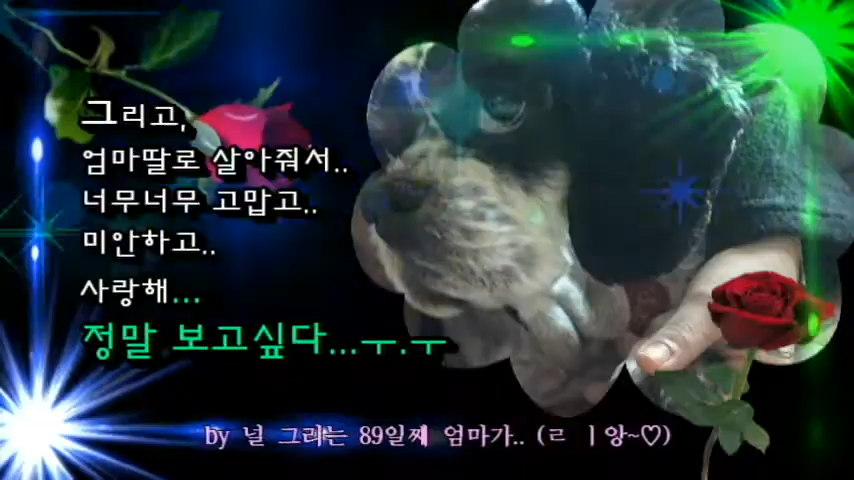 그리고,
엄마딸로 살아줘서..
너무너무 고맙고..
미안하고..
사랑해...
정말 보고싶다...ㅜ.ㅜ
by 널 그리는 89일째 엄마가.. (ㄹ ㅣ앙~♡)